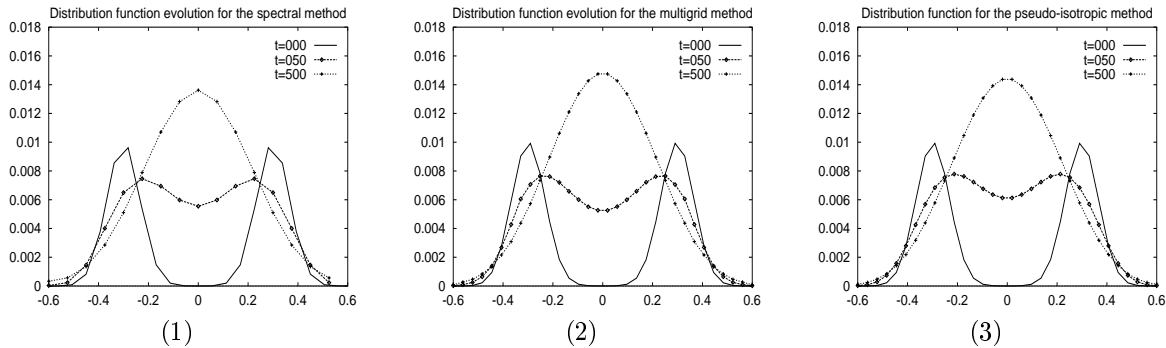 Distribution function evolution for the spectral method
0.018
0.016
0.014
0.012
0.01
0.008
0.006
0.004
0.002
0
-0.6 -0.4 -0.2 0 0.2 0.4 0.6
t=000
t=050
t=500
(1)
Distribution function evolution for the multigrid method
0.018
0.016
0.014
0.012
0.01
0.008
0.006
0.004
0.002
0
-0.6 -0.4 -0.2 0 0.2 0.4 0.6
t=000
t=050
t=500
(2)
Distribution function for the pseudo-isotropic method
0.018
0.016
0.014
0.012
0.01
0.008
0.006
0.004
0.002
0
-0.6 -0.4 -0.2 0 0.2 0.4 0.6
t=000
t=050
t=500
(3)